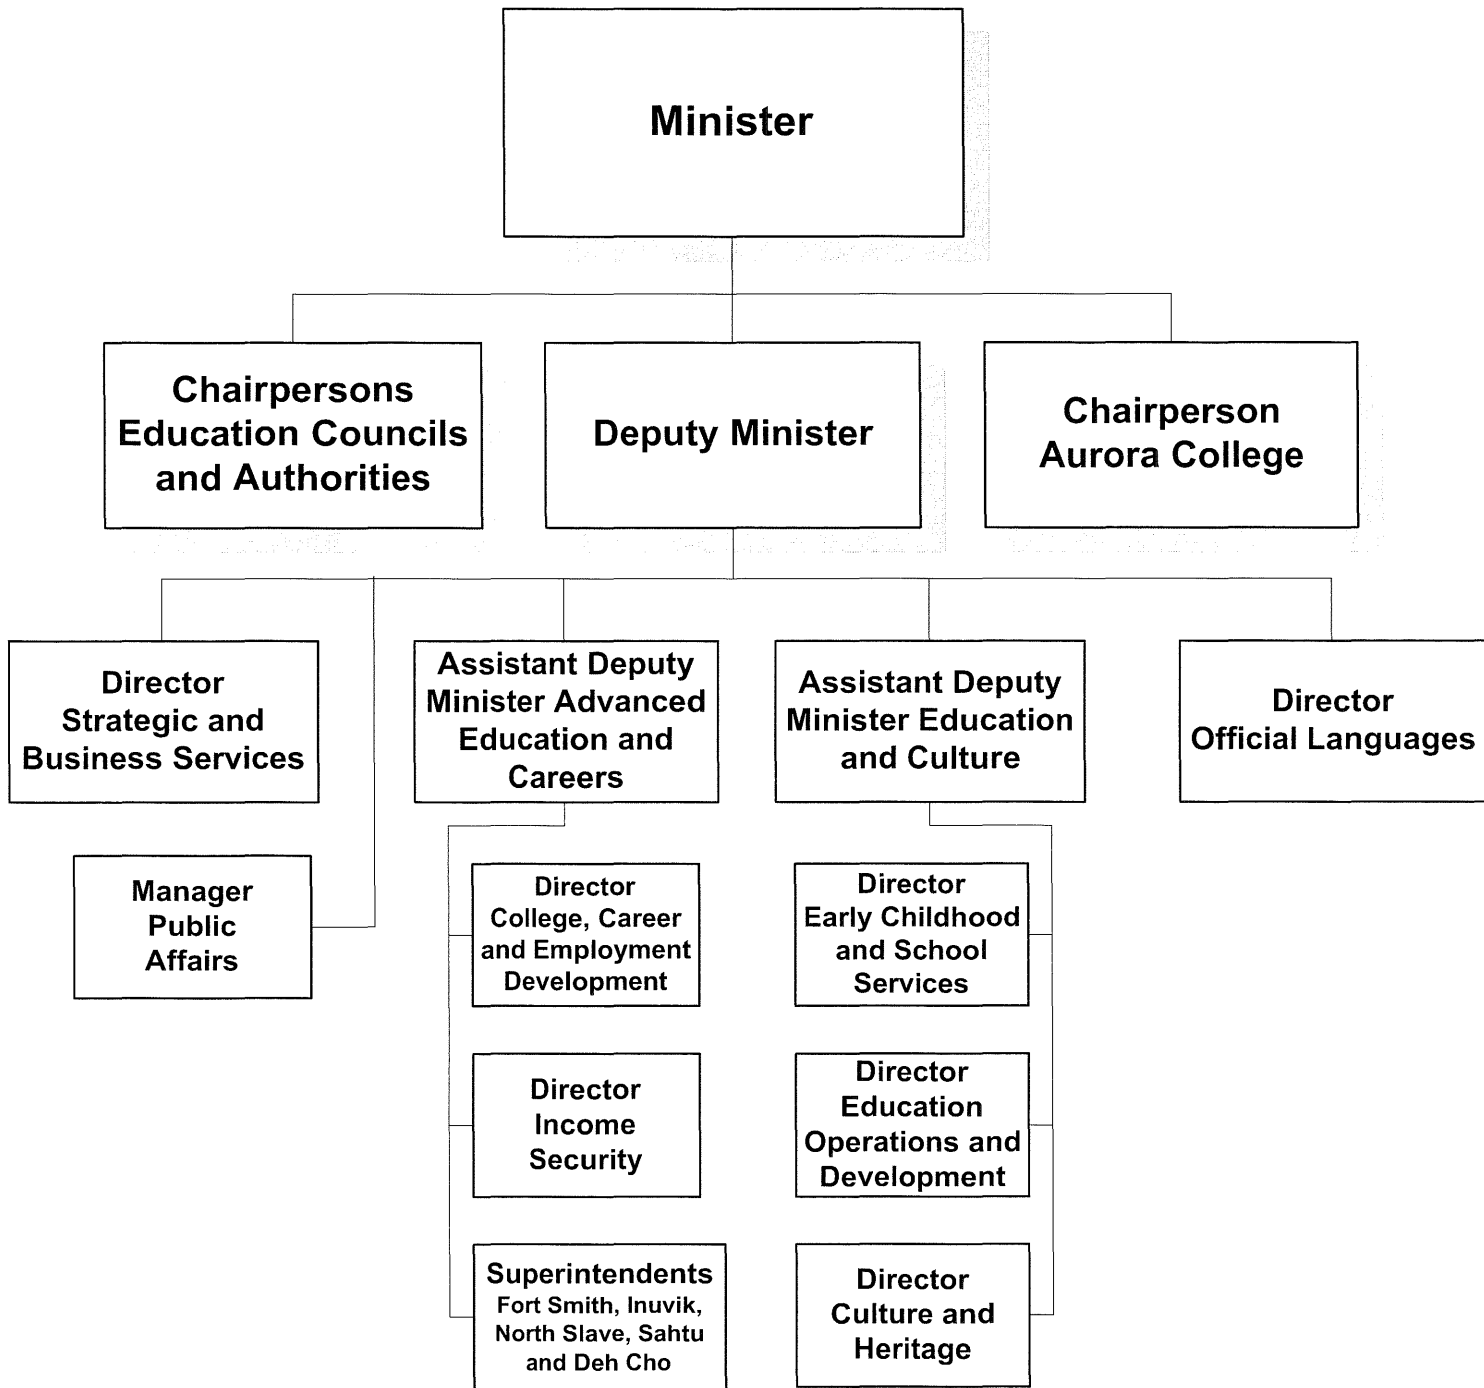 Minister
Chairpersons
Education Councils
and Authorities
Deputy Minister
Chairperson
Aurora College
Director
Strategic and
Business Services
Assistant Deputy
Minister Advanced
Education and
Careers
Assistant Deputy
Minister Education
and Culture
Director
Official Languages
Manager
Public
Affairs
Director
College, Career
and Employment
Development
Director
Early Childhood
and School
Services
Director
Income
Security
Director
Education
Operations and
Development
Superintendents
Fort Smith, Inuvik,
North Slave, Sahtu
and Deh Cho
Director
Culture and
Heritage